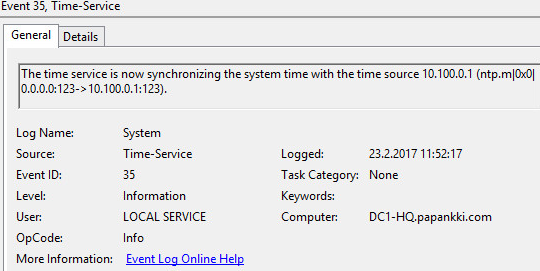 Event 35, Time-Service
General Details
The time service is now synchronizing the system time with the time source 10.100.0.1 (ntp.m|0x0|
0.0.0.0:123->10.100.0.1:123).
Log Name: System
Source: Time-Service Logged: 23.2.2017 11:52:17
Event ID: 35 Task Category: None
Level: Information Keywords:
User: LOCAL SERVICE Computer: DC1-HQ.papankki.com
OpCode: Info
More Information: Event Log Online Help